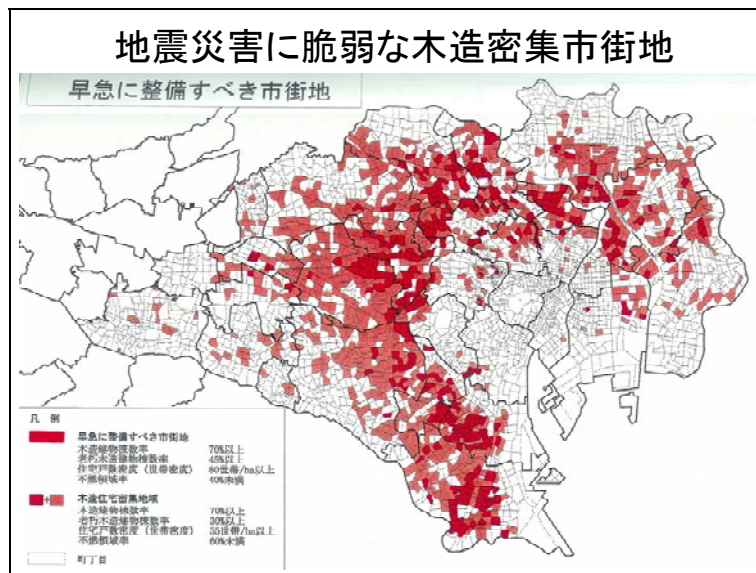 地震災害に脆弱な木造密集市街地
早急に整備すべき市街地
凡例
早急に整備すべき市街地
木造建物棟数率 70%以上
老朽木造建物棟数率 45%以上
住宅戸数密度（世帯密度） 80世帯/ha以上
不燃領域率 40%未満
+
木造住宅密集地域
木造建物棟数率 70%以上
老朽木造建物棟数率 30%以上
住宅戸数密度（世帯密度） 55世帯/ha以上
不燃領域率 60%未満
町丁目